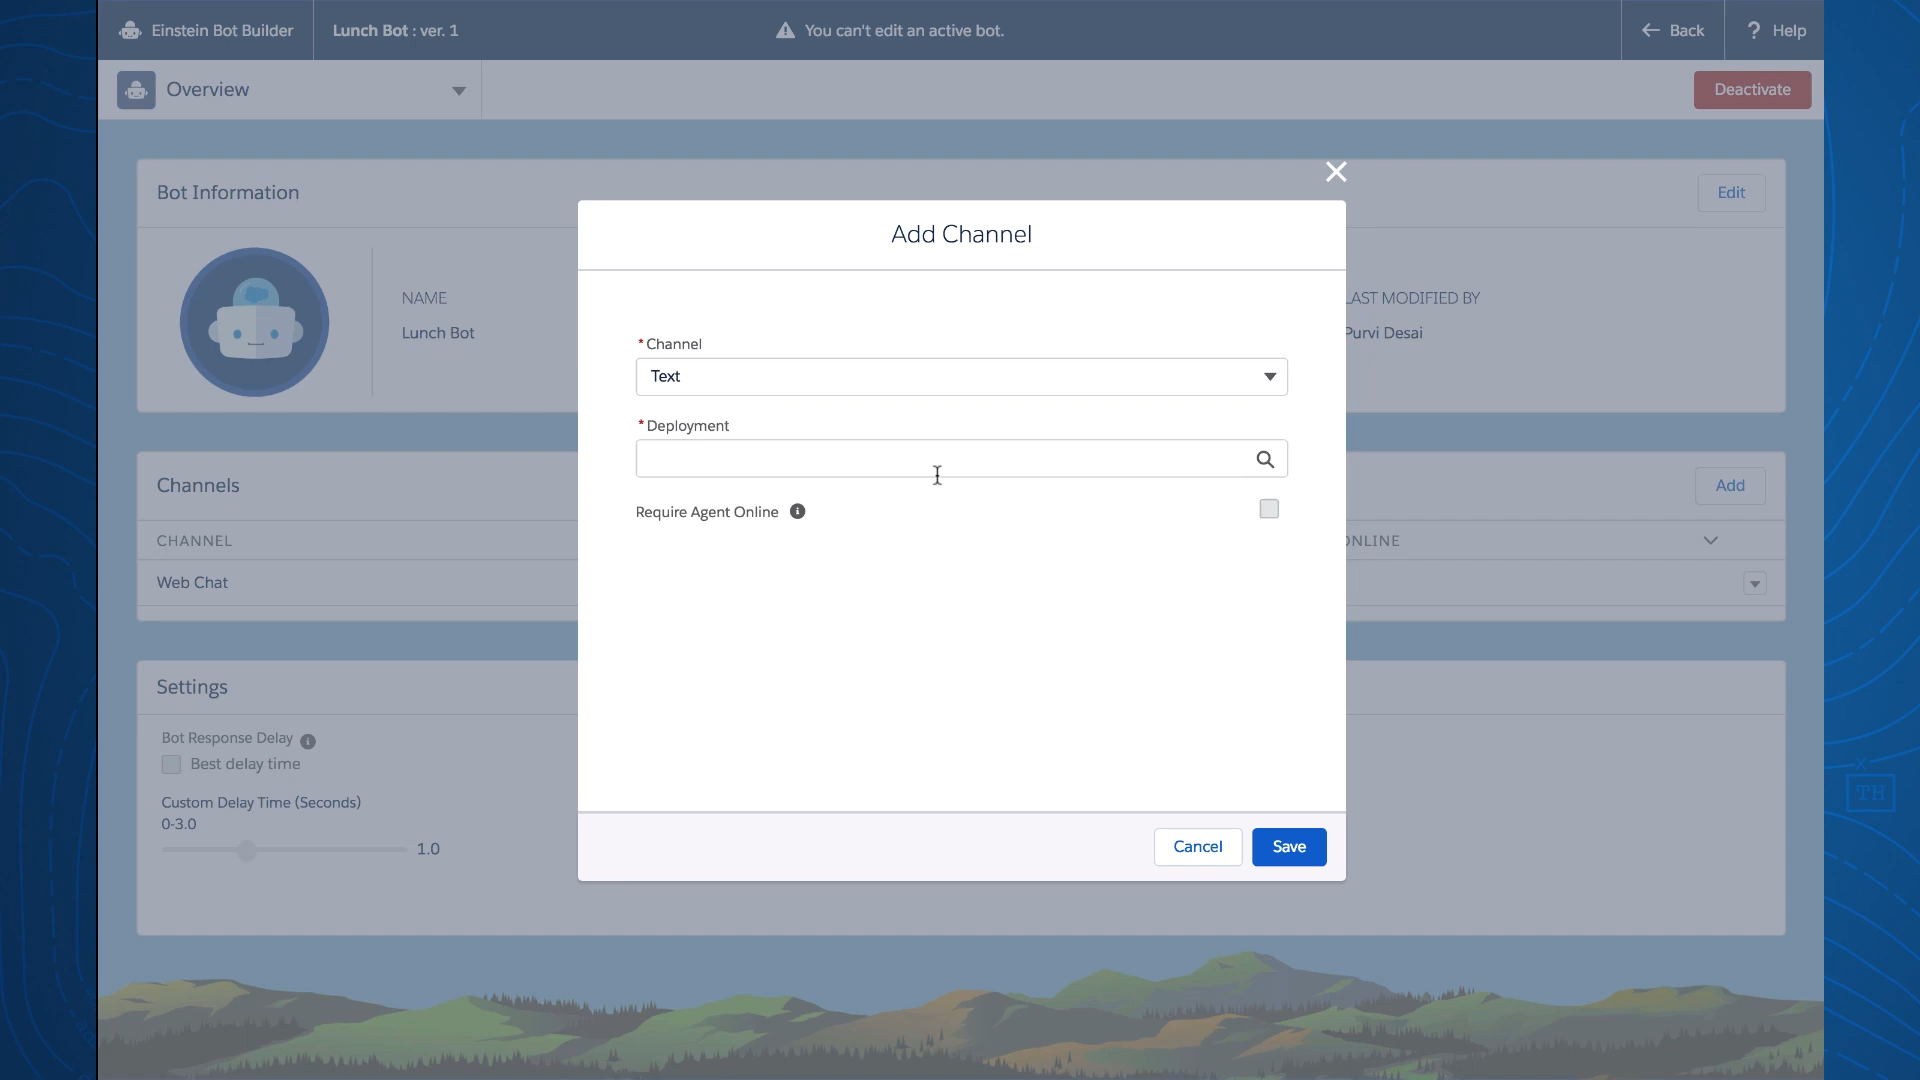 Einstein Bot Builder
Lunch Bot : ver. 1
You can't edit an active bot.
Back
? Help
Overview
Deactivate
Bot Information
Edit
NAME
Lunch Bot
LAST MODIFIED BY
Purvi Desai
Add Channel
* Channel
Text
* Deployment
Require Agent Online
Cancel
Save
Channels
Add
CHANNEL
ONLINE
Web Chat
Settings
Bot Response Delay
Best delay time
Custom Delay Time (Seconds)
0-3.0
1.0
TH